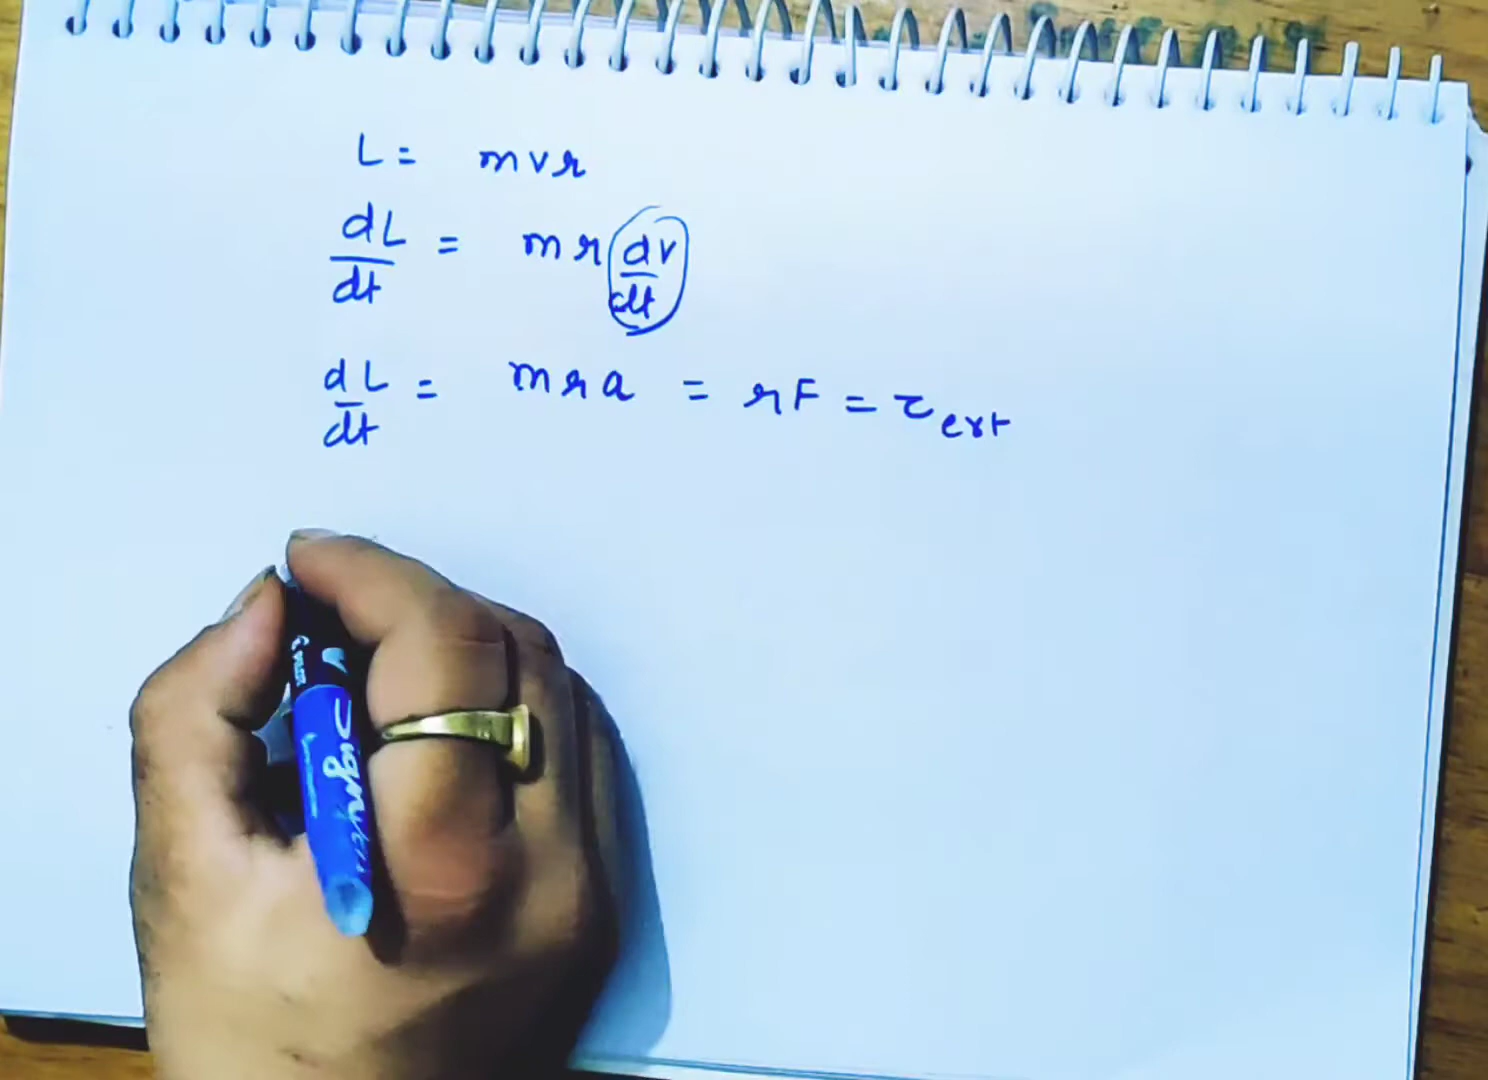 L = mvr
dL/dt = mr dv/dt
dL/dt = mra = rF = τext